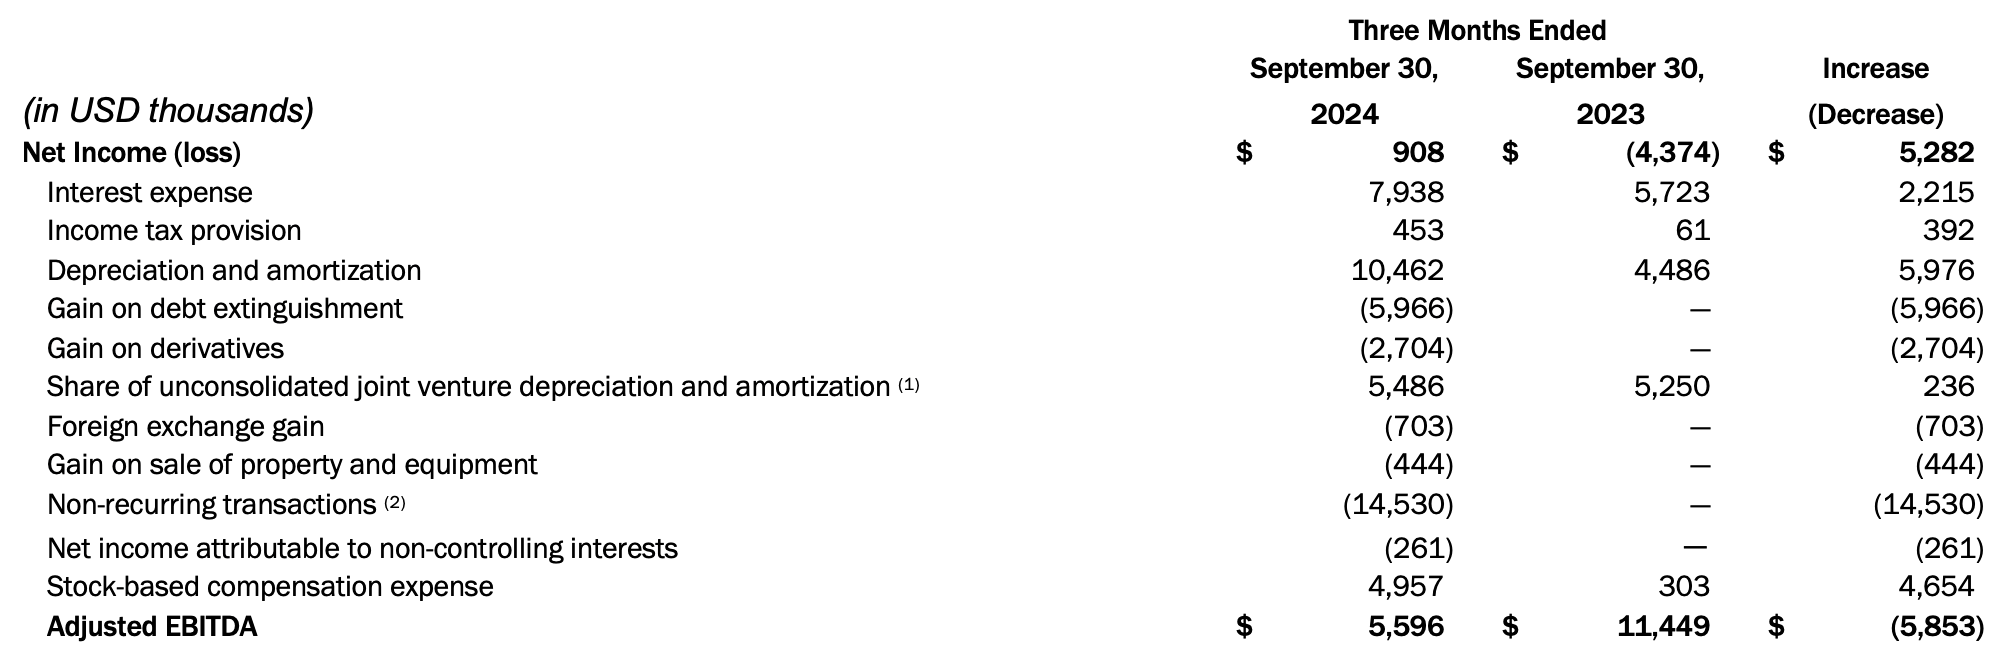 Three Months Ended
September 30, September 30, Increase
(in USD thousands) 2024 2023 (Decrease)
Net Income (loss) $ 908 $ (4,374) $ 5,282
Interest expense 7,938 5,723 2,215
Income tax provision 453 61 392
Depreciation and amortization 10,462 4,486 5,976
Gain on debt extinguishment (5,966) — (5,966)
Gain on derivatives (2,704) — (2,704)
Share of unconsolidated joint venture depreciation and amortization (1) 5,486 5,250 236
Foreign exchange gain (703) — (703)
Gain on sale of property and equipment (444) — (444)
Non-recurring transactions (2) (14,530) — (14,530)
Net income attributable to non-controlling interests (261) — (261)
Stock-based compensation expense 4,957 303 4,654
Adjusted EBITDA $ 5,596 $ 11,449 $ (5,853)